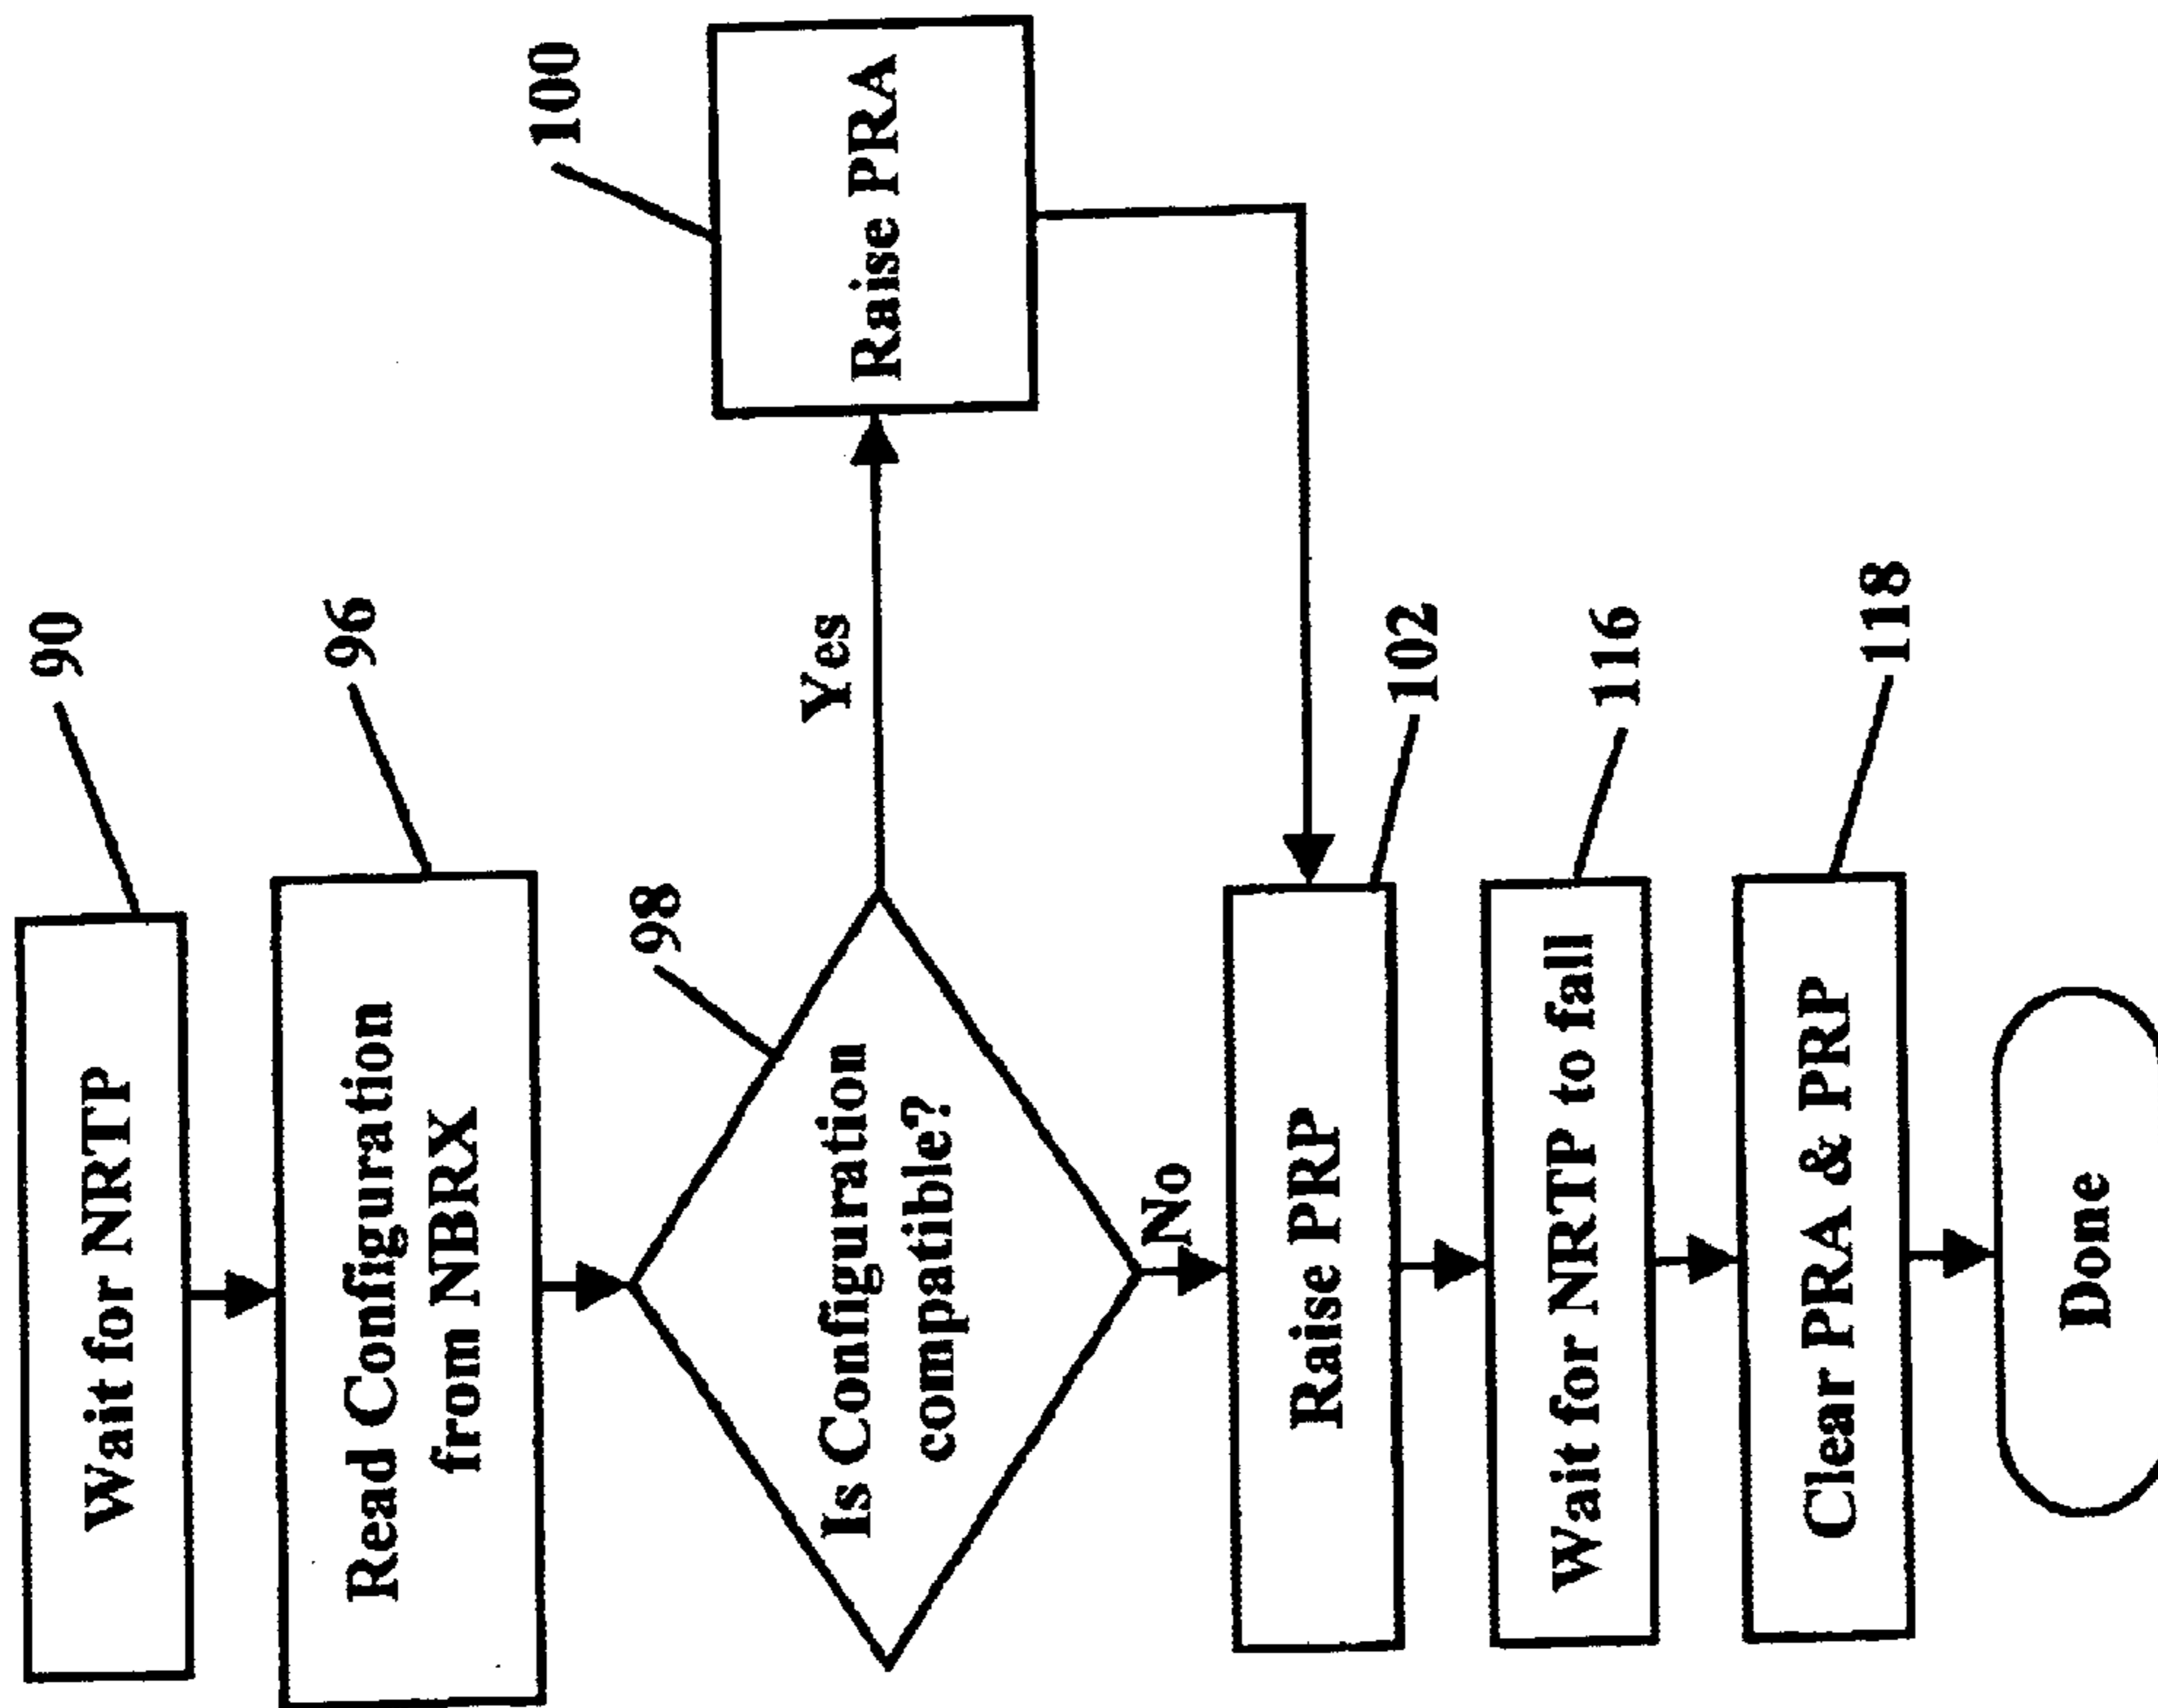 90
Wait for NRTP
96
Read Configuration
from NBRX
98
Is Configuration
compatible?
Yes
100
Raise PRA
No
102
Raise PRP
116
Wait for NRTP to fall
118
Clear PRA & PRP
Done